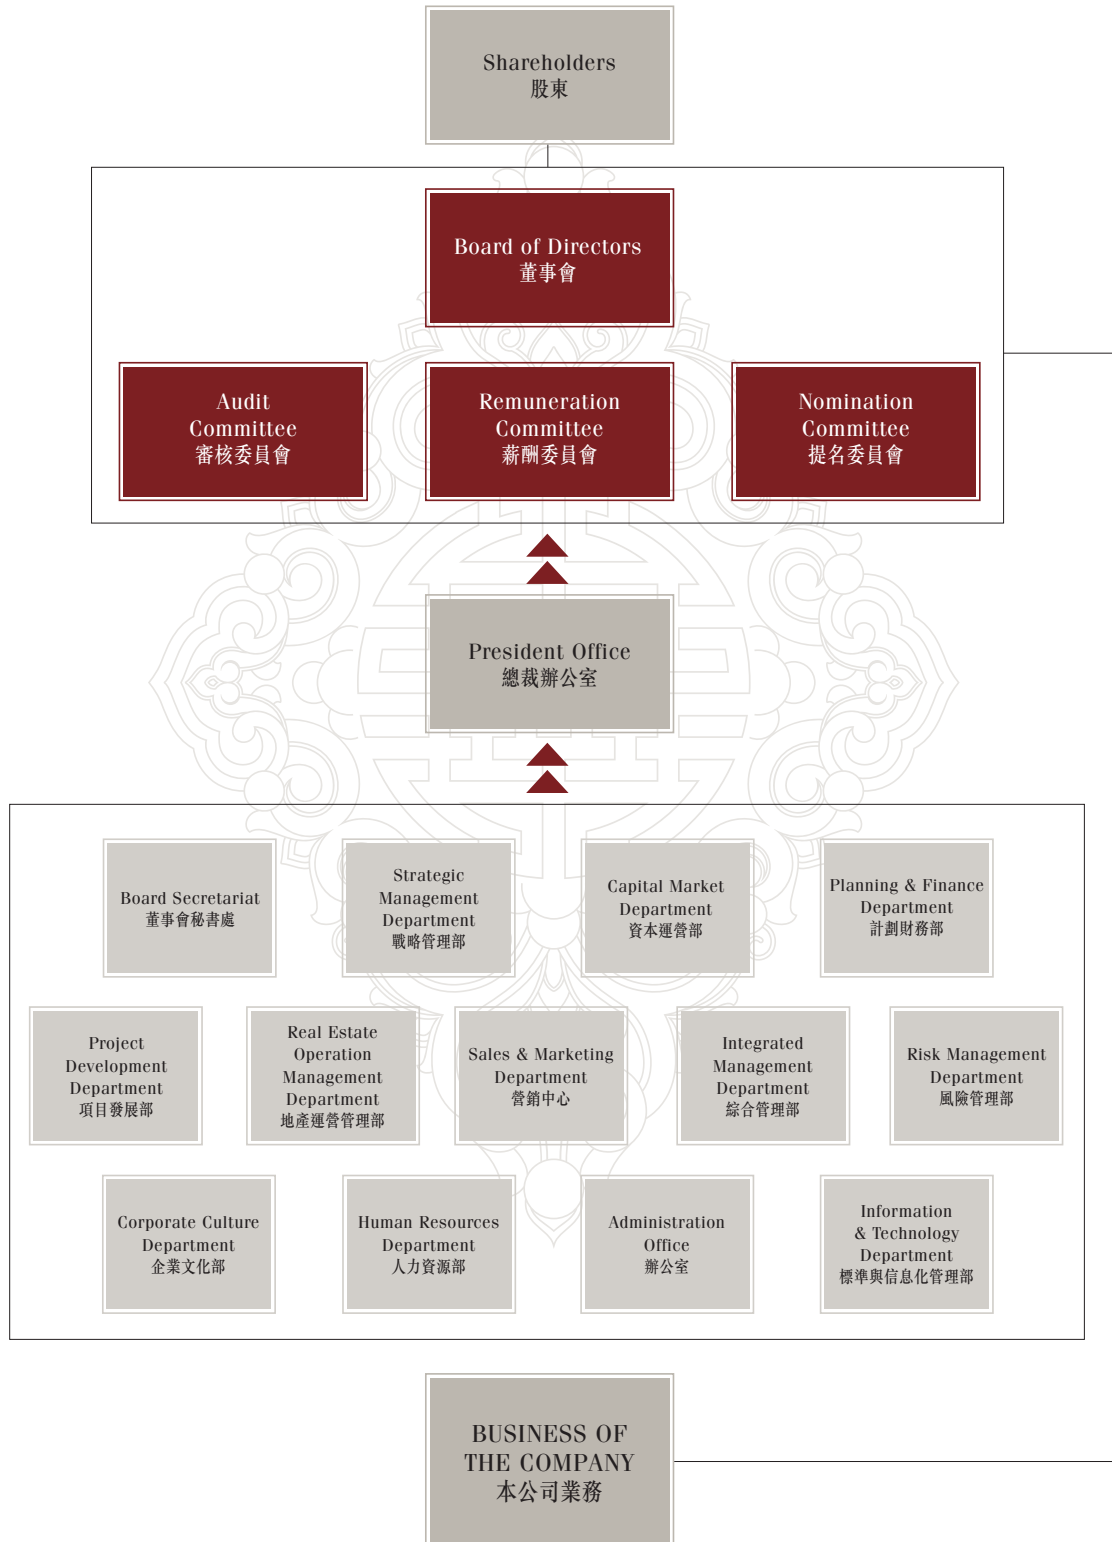 Shareholders
股東
Board of Directors
董事會
Audit
Committee
審核委員會
Remuneration
Committee
薪酬委員會
Nomination
Committee
提名委員會
President Office
總裁辦公室
Board Secretariat
董事會秘書處
Strategic
Management
Department
戰略管理部
Capital Market
Department
資本運營部
Planning & Finance
Department
計劃財務部
Project
Development
Department
項目發展部
Real Estate
Operation
Management
Department
地產運營管理部
Sales & Marketing
Department
營銷中心
Integrated
Management
Department
綜合管理部
Risk Management
Department
風險管理部
Corporate Culture
Department
企業文化部
Human Resources
Department
人力資源部
Administration
Office
辦公室
Information
& Technology
Department
標準與信息化管理部
BUSINESS OF
THE COMPANY
本公司業務